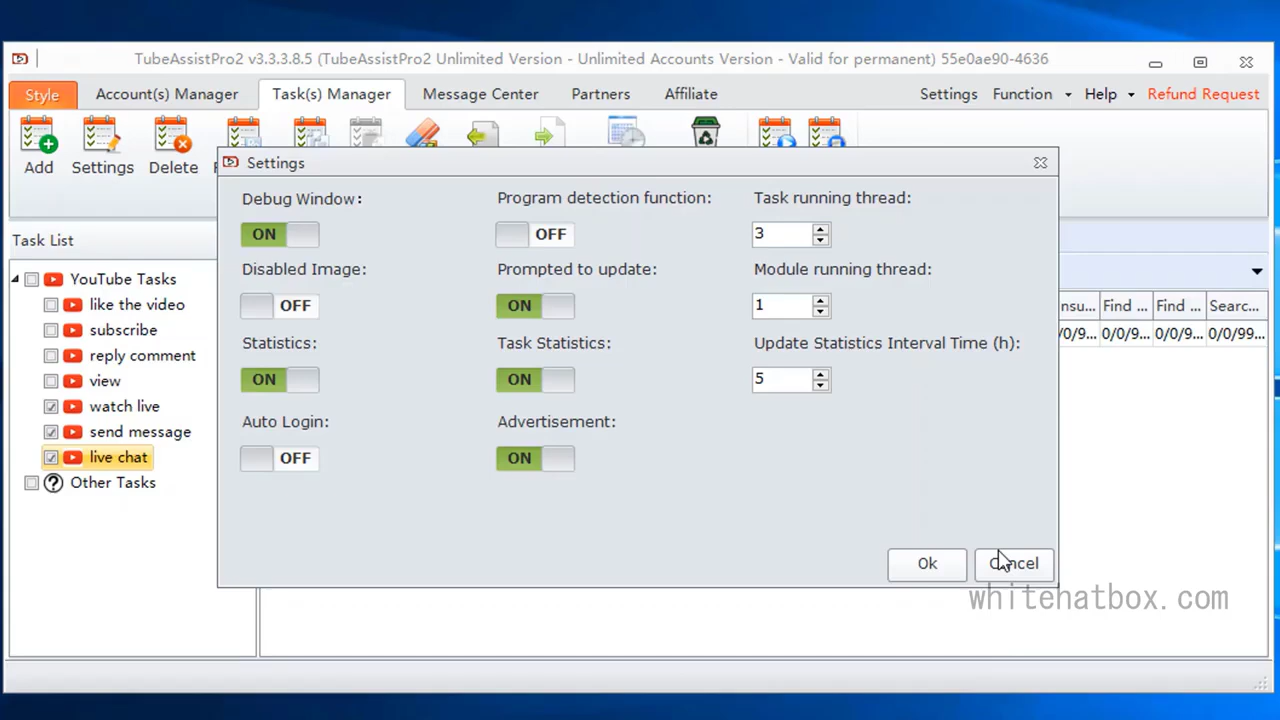 TubeAssistPro2 v3.3.3.8.5 (TubeAssistPro2 Unlimited Version - Unlimited Accounts Version - Valid for permanent) 55e0ae90-4636
Style Account(s) Manager Task(s) Manager Message Center Partners Affiliate Settings Function Help Refund Request
Add Settings Delete
Settings
Debug Window: Program detection function: Task running thread:
ON OFF 3
Disabled Image: Prompted to update: Module running thread:
OFF ON 1
Statistics: Task Statistics: Update Statistics Interval Time (h):
ON ON 5
Auto Login: Advertisement:
OFF ON
Ok Cancel
Task List
YouTube Tasks
like the video
subscribe
reply comment
view
watch live
send message
live chat
Other Tasks
nsu... Find ... Find ... Searc...
/0/9... 0/0/9... 0/0/9... 0/0/99...
whitehatbox.com